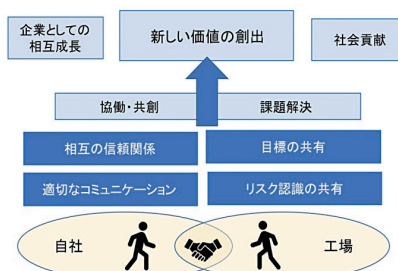 企業としての
相互成長
新しい価値の創出
社会貢献
協働・共創
課題解決
相互の信頼関係
目標の共有
適切なコミュニケーション
リスク認識の共有
自社
工場